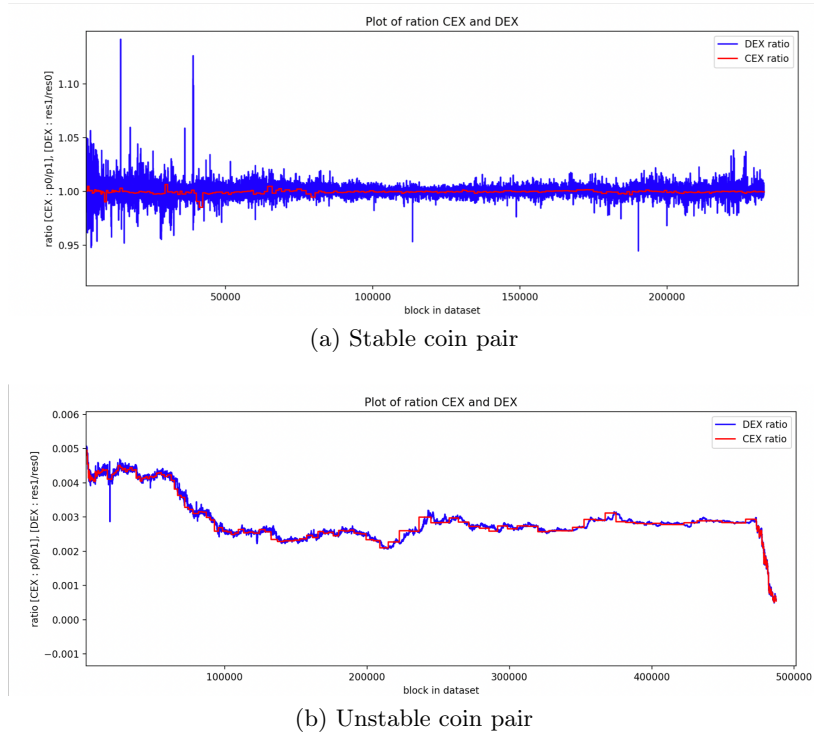 Plot of ration CEX and DEX
DEX ratio
CEX ratio
1.10
1.05
1.00
0.95
ratio [CEX : p0/p1], [DEX : res1/res0]
50000 100000 150000 200000
block in dataset
(a) Stable coin pair
Plot of ration CEX and DEX
DEX ratio
CEX ratio
0.006
0.005
0.004
0.003
0.002
0.001
0.000
−0.001
ratio [CEX : p0/p1], [DEX : res1/res0]
100000 200000 300000 400000 500000
block in dataset
(b) Unstable coin pair